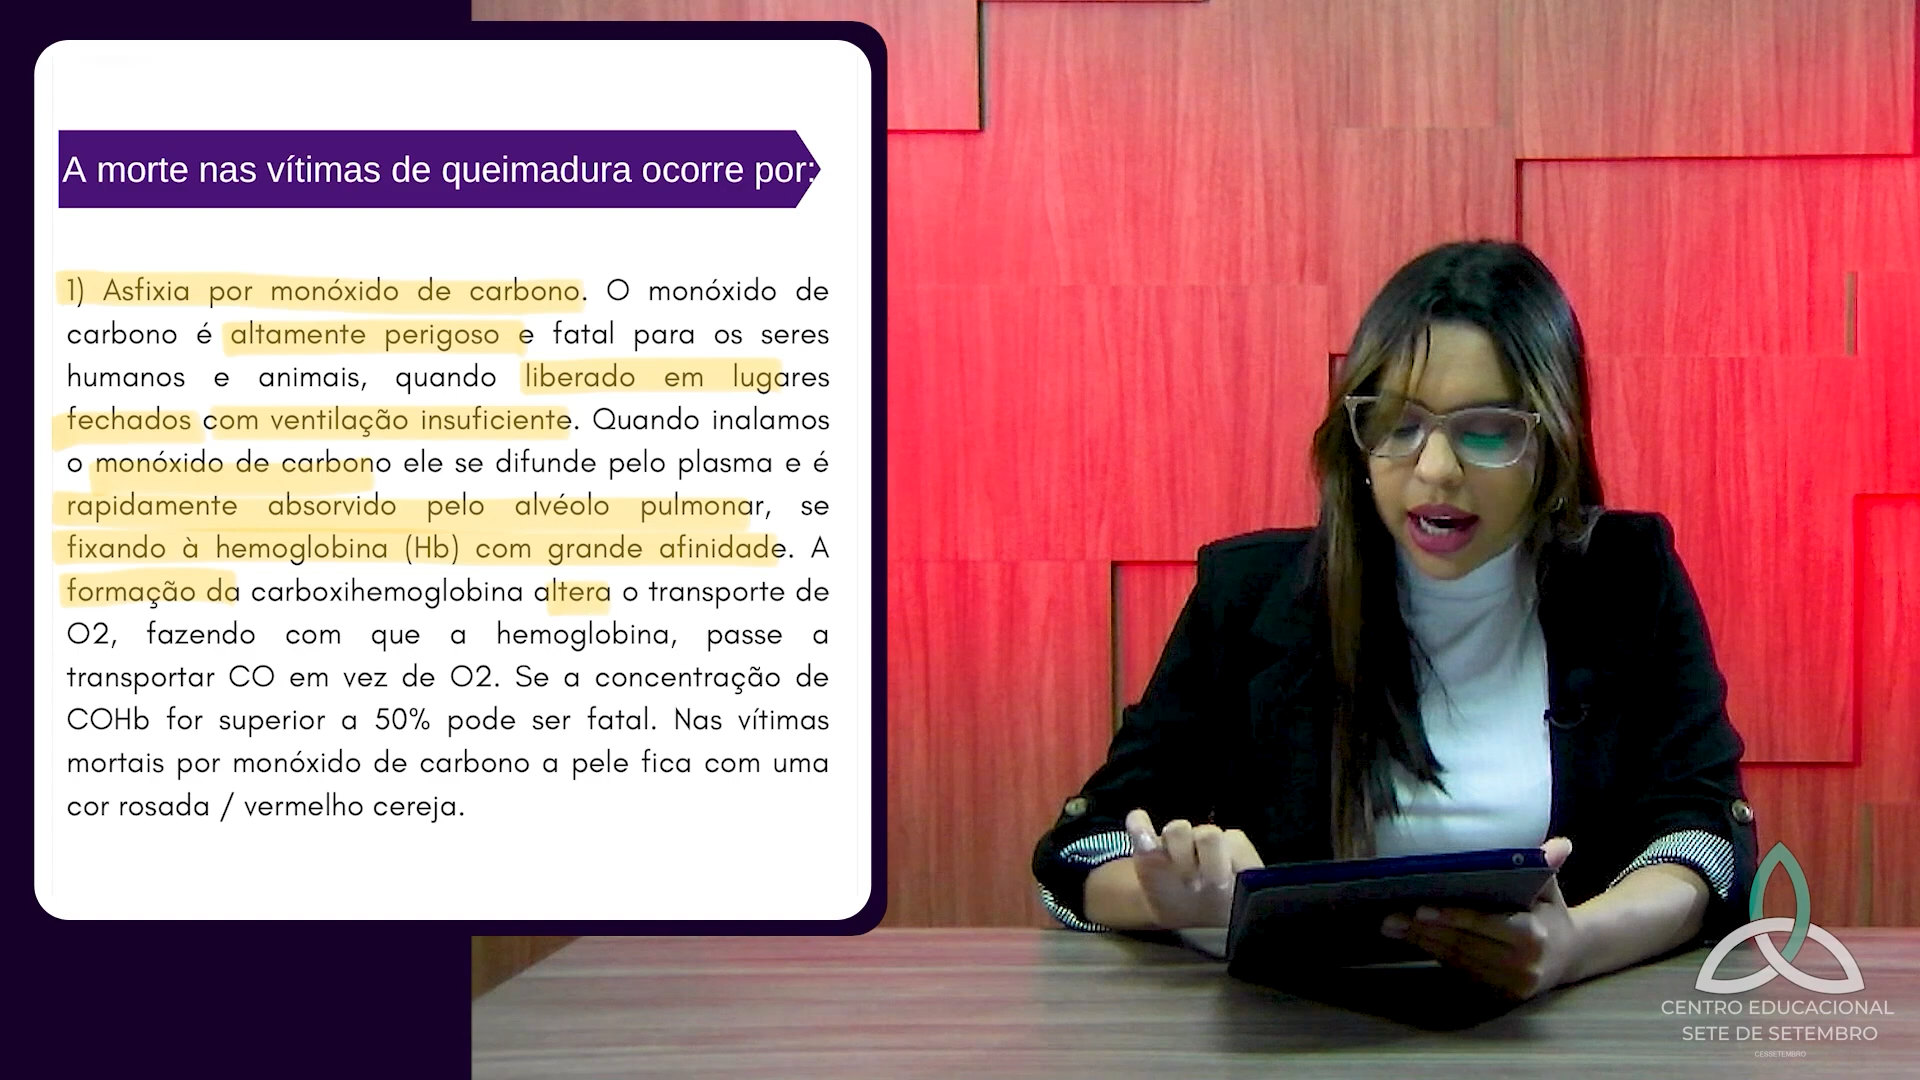 A morte nas vítimas de queimadura ocorre por:
1) Asfixia por monóxido de carbono. O monóxido de
carbono é altamente perigoso e fatal para os seres
humanos e animais, quando liberado em lugares
fechados com ventilação insuficiente. Quando inalamos
o monóxido de carbono ele se difunde pelo plasma e é
rapidamente absorvido pelo alvéolo pulmonar, se
fixando à hemoglobina (Hb) com grande afinidade. A
formação da carboxihemoglobina altera o transporte de
O2, fazendo com que a hemoglobina, passe a
transportar CO em vez de O2. Se a concentração de
COHb for superior a 50% pode ser fatal. Nas vítimas
mortais por monóxido de carbono a pele fica com uma
cor rosada / vermelho cereja.
CENTRO EDUCACIONAL
SETE DE SETEMBRO
CESSETEMBRO